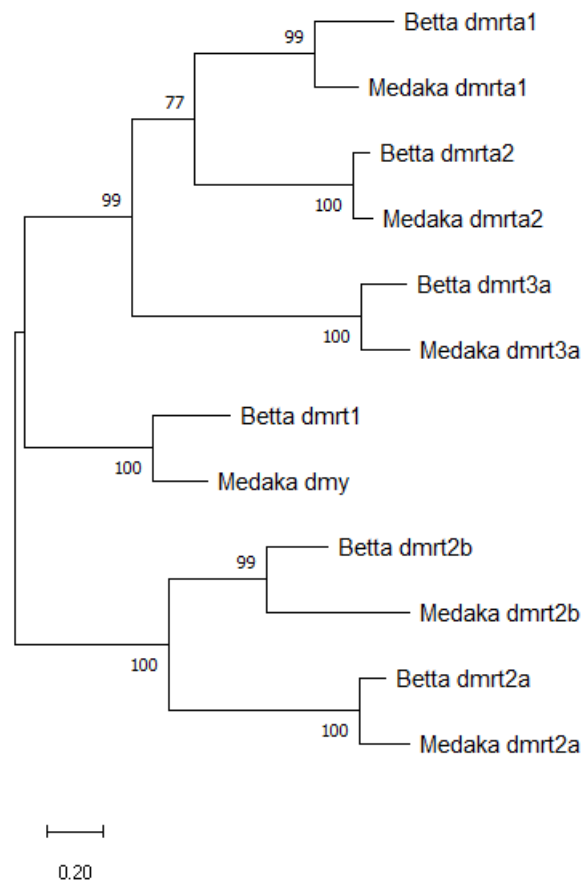 Betta dmrta1
99
Medaka dmrta1
77
Betta dmrta2
99
100
Medaka dmrta2
Betta dmrt3a
100
Medaka dmrt3a
Betta dmrt1
100
Medaka dmy
Betta dmrt2b
99
Medaka dmrt2b
100
Betta dmrt2a
100
Medaka dmrt2a
0.20